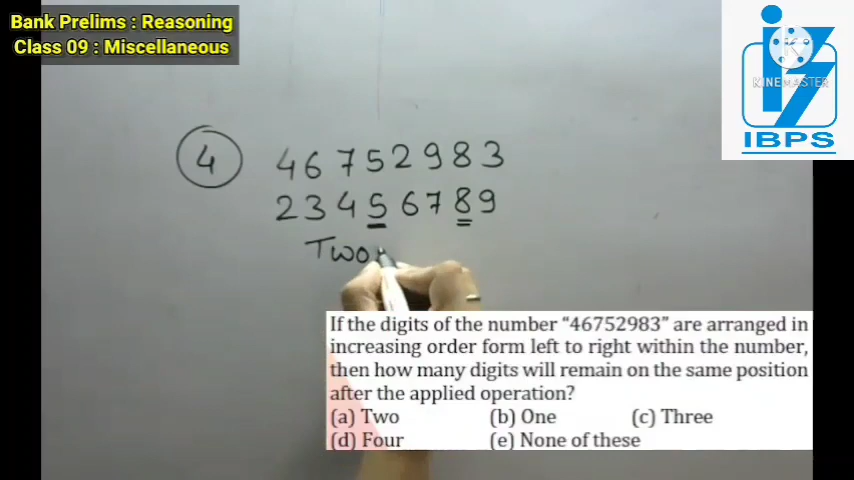 Bank Prelims : Reasoning
Class 09 : Miscellaneous
KINEMASTER
IBPS
4 46752983
23456789
Two
If the digits of the number “46752983” are arranged in
increasing order form left to right within the number,
then how many digits will remain on the same position
after the applied operation?
(a) Two (b) One (c) Three
(d) Four (e) None of these